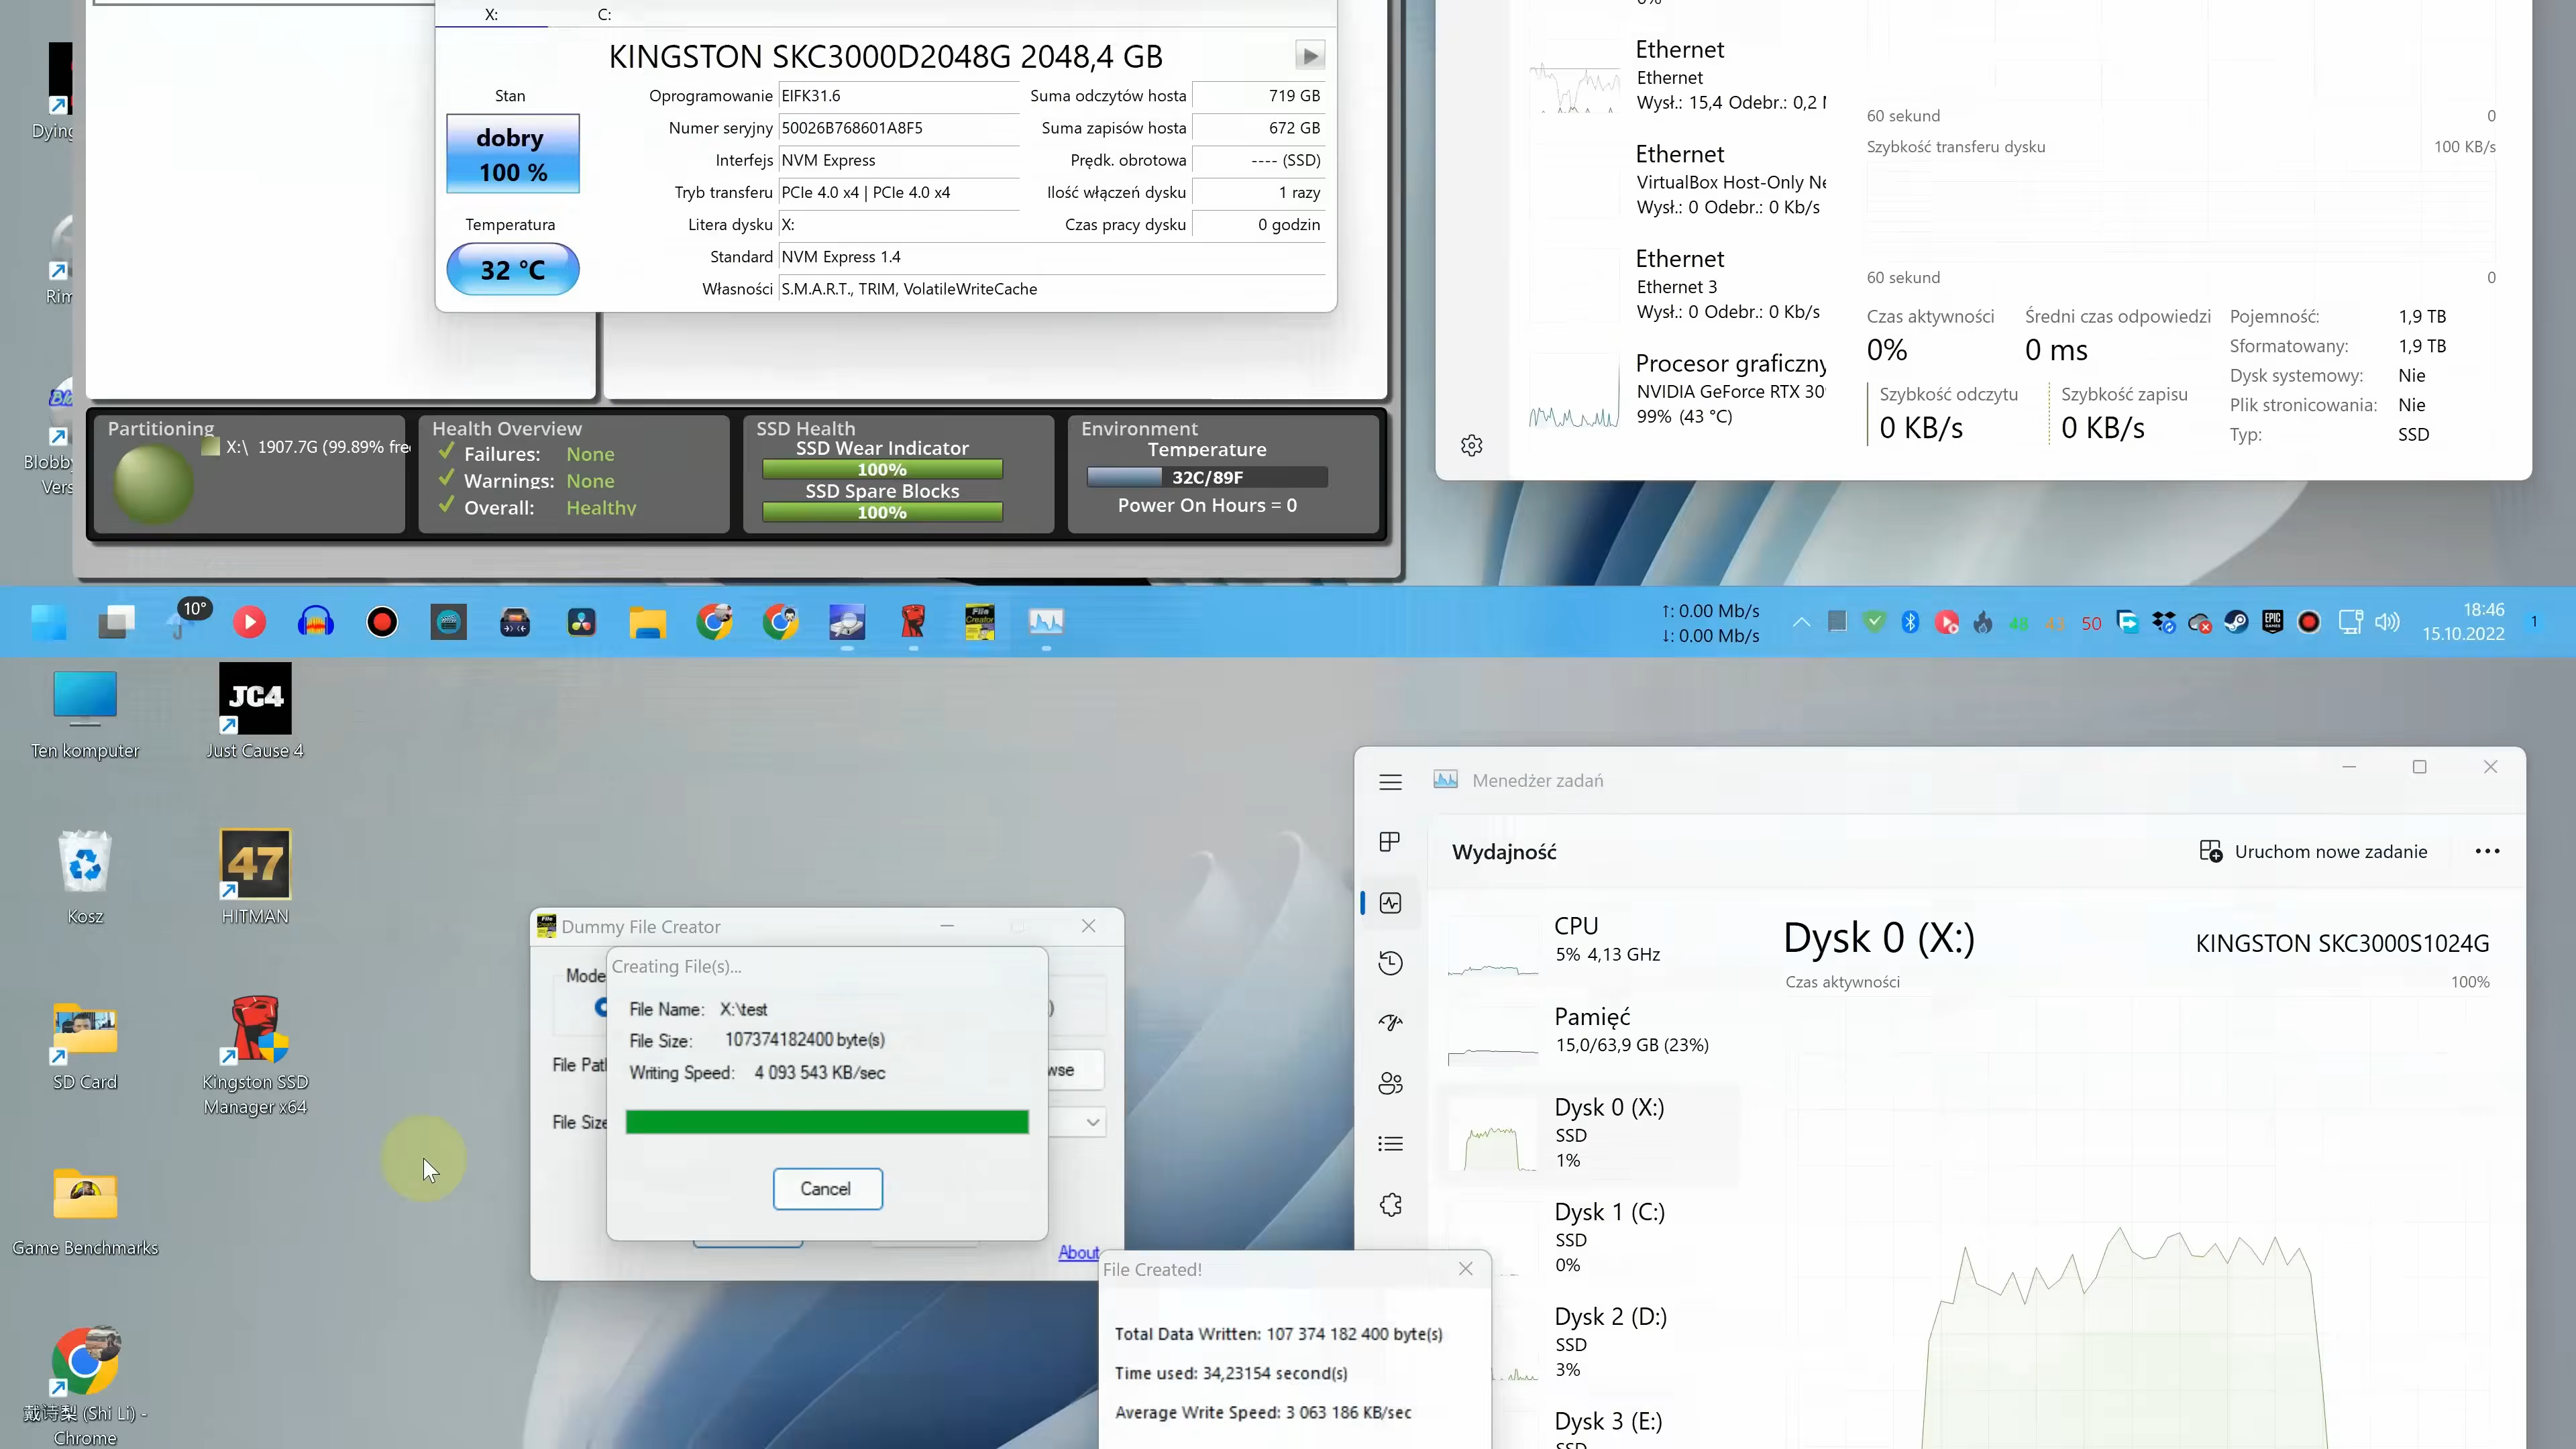 X:
C:
KINGSTON SKC3000D2048G 2048,4 GB
Stan
dobry
100 %
Temperatura
32 °C
Oprogramowanie EIFK31.6
Numer seryjny 50026B768601A8F5
Interfejs NVM Express
Tryb transferu PCIe 4.0 x4 | PCIe 4.0 x4
Litera dysku X:
Standard NVM Express 1.4
Własności S.M.A.R.T., TRIM, VolatileWriteCache
Suma odczytów hosta 719 GB
Suma zapisów hosta 672 GB
Prędk. obrotowa ---- (SSD)
Ilość włączeń dysku 1 razy
Czas pracy dysku 0 godzin
Ethernet
Ethernet
Wysł.: 15,4 Odebr.: 0,2
Ethernet
VirtualBox Host-Only
Wysł.: 0 Odebr.: 0 Kb/s
Ethernet
Ethernet 3
Wysł.: 0 Odebr.: 0 Kb/s
Procesor graficzny
NVIDIA GeForce RTX 30
99% (43 °C)
60 sekund 0
Szybkość transferu dysku 100 KB/s
60 sekund 0
Czas aktywności
0%
Średni czas odpowiedzi
0 ms
Szybkość odczytu
0 KB/s
Szybkość zapisu
0 KB/s
Pojemność: 1,9 TB
Sformatowany: 1,9 TB
Dysk systemowy: Nie
Plik stronicowania: Nie
Typ: SSD
Partitioning
X:\ 1907.7G (99.89% fre
Health Overview
Failures: None
Warnings: None
Overall: Healthy
SSD Health
SSD Wear Indicator
100%
SSD Spare Blocks
100%
Environment
Temperature
32C/89F
Power On Hours = 0
10°
↑: 0.00 Mb/s
↓: 0.00 Mb/s
48 43 50
18:46
15.10.2022
1
Ten komputer
JC4
Just Cause 4
Kosz
47
HITMAN
SD Card
Kingston SSD
Manager x64
Game Benchmarks
戴诗梨 (Shi Li) -
Chrome
Dummy File Creator
Mode
File Size
wse
About
Creating File(s)...
File Name: X:\test
File Size: 107374182400 byte(s)
Writing Speed: 4 093 543 KB/sec
Cancel
File Created!
Total Data Written: 107 374 182 400 byte(s)
Time used: 34,23154 second(s)
Average Write Speed: 3 063 186 KB/sec
Menedżer zadań
Wydajność
Uruchom nowe zadanie
CPU
5% 4,13 GHz
Pamięć
15,0/63,9 GB (23%)
Dysk 0 (X:)
SSD
1%
Dysk 1 (C:)
SSD
0%
Dysk 2 (D:)
SSD
3%
Dysk 3 (E:)
Dysk 0 (X:)
KINGSTON SKC3000S1024G
Czas aktywności 100%